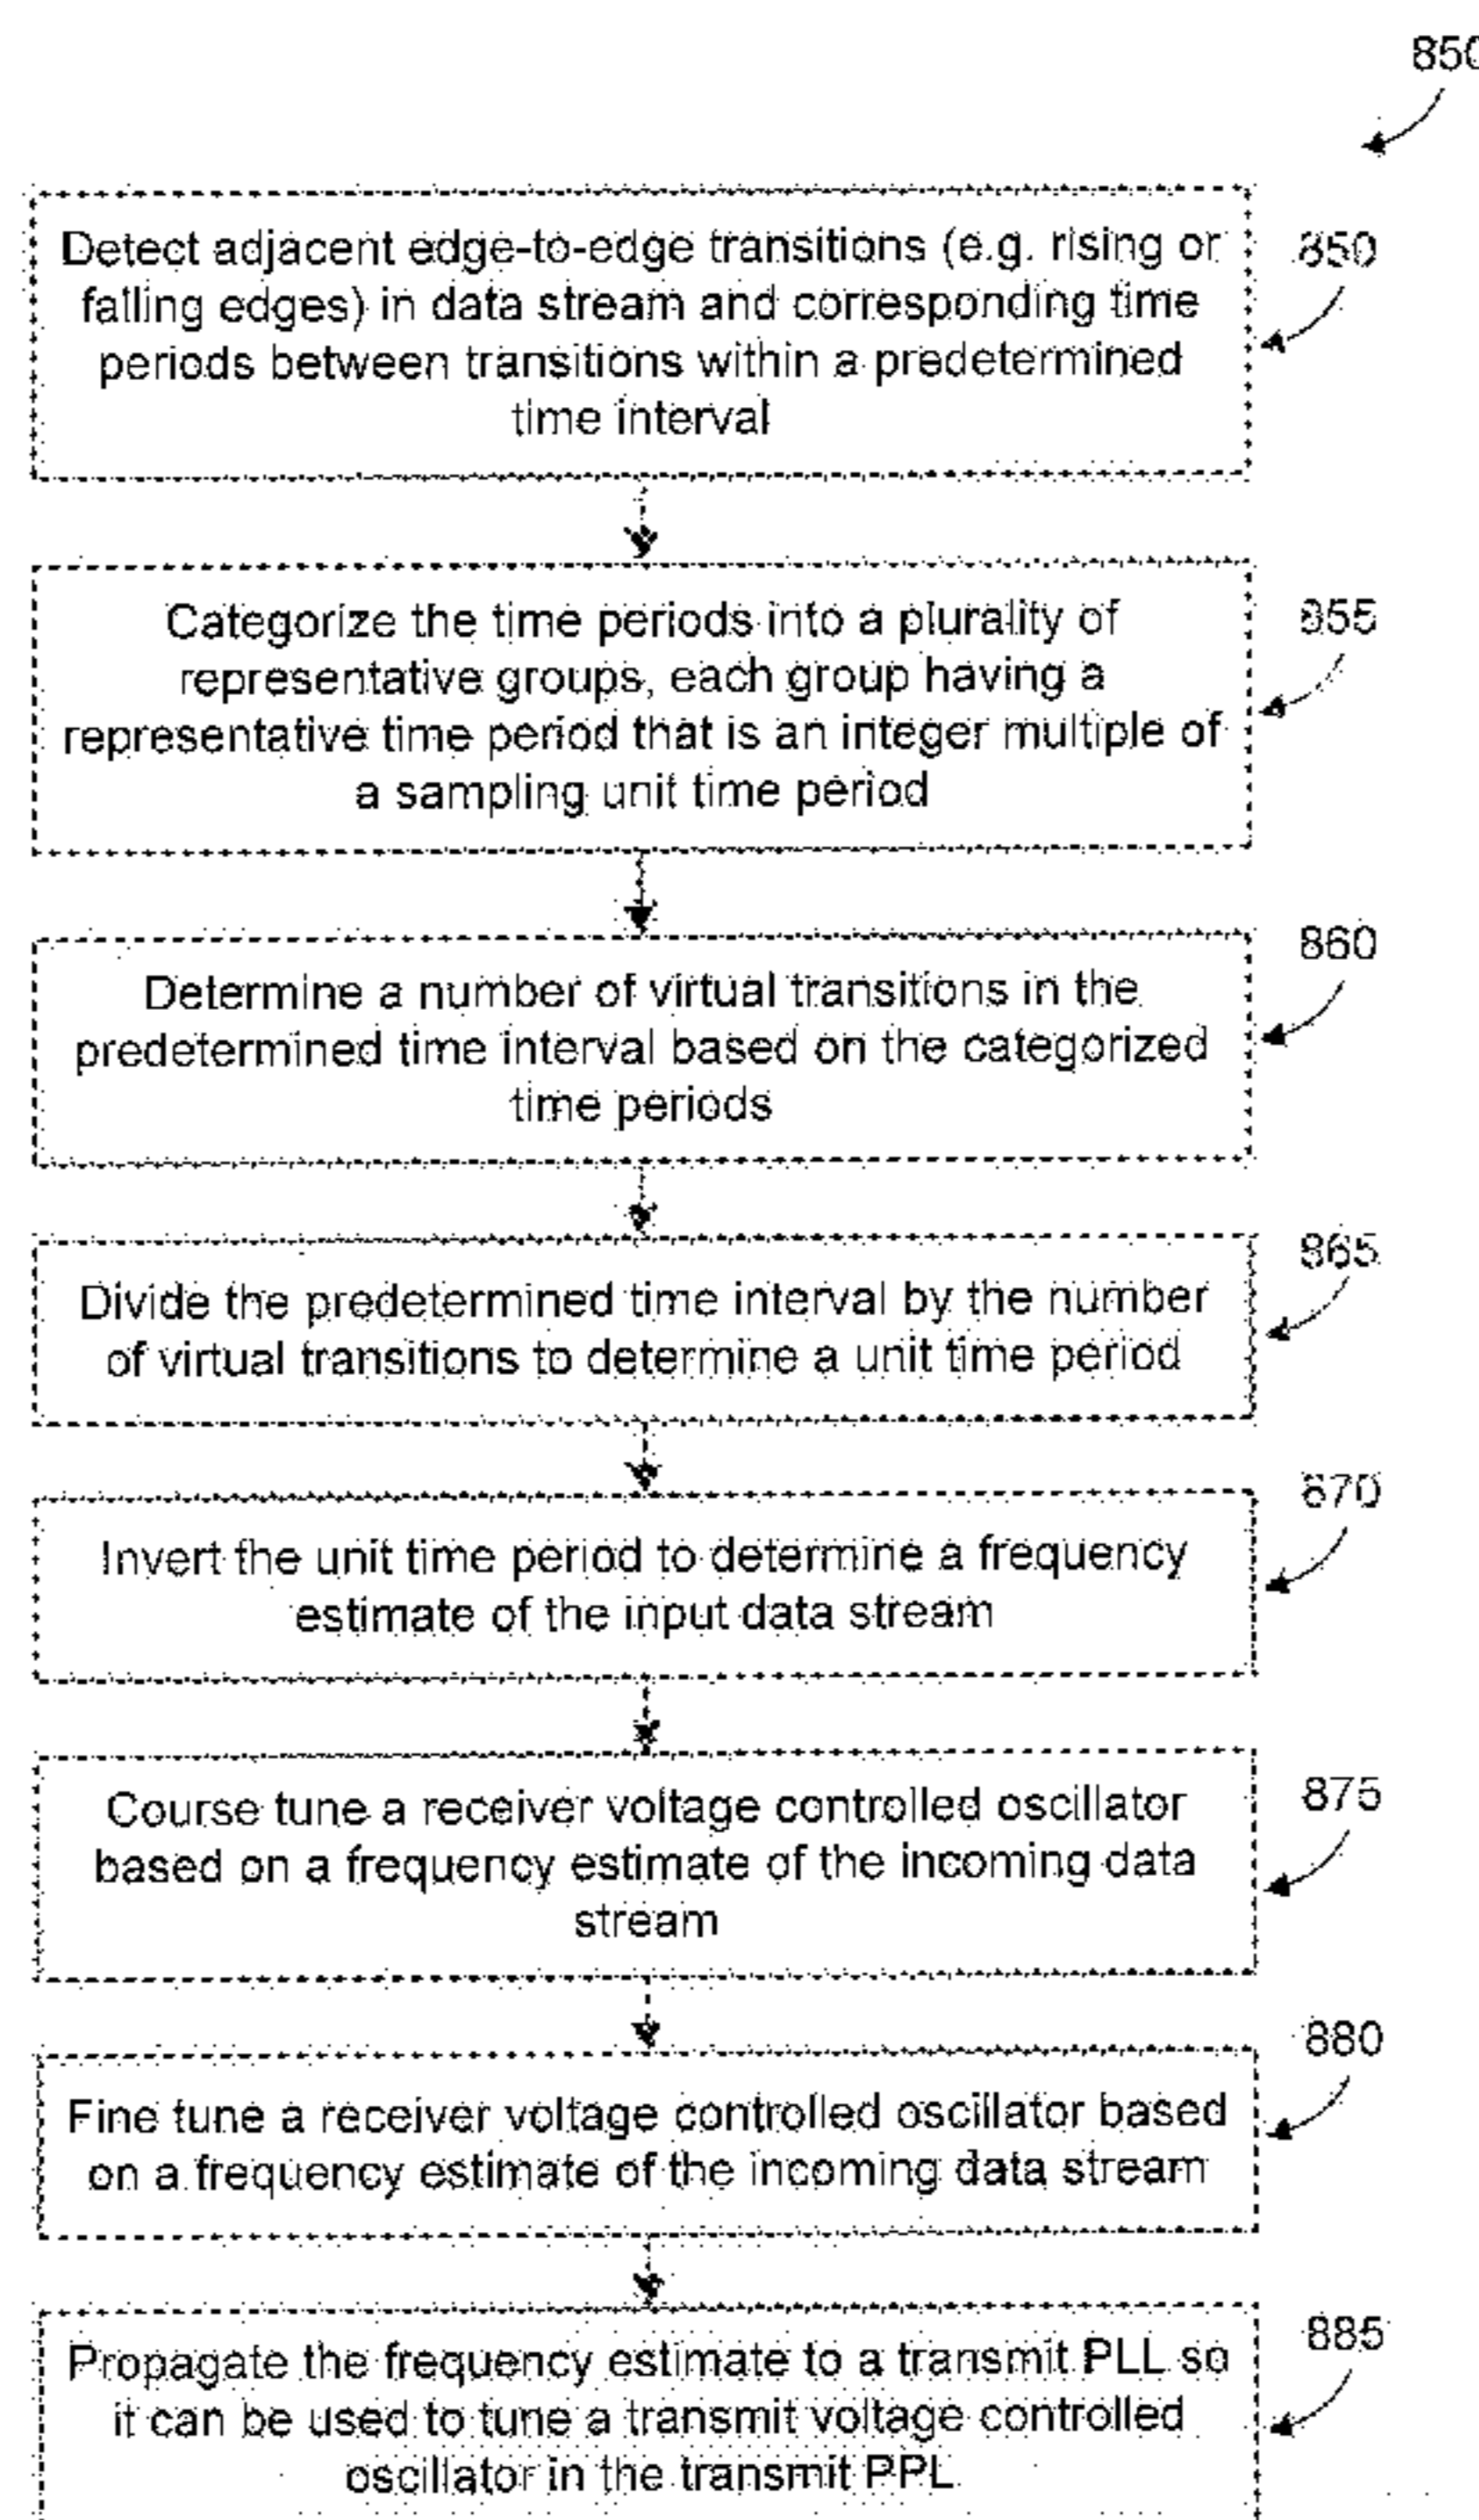 850
Detect adjacent edge-to-edge transitions (e.g. rising or
falling edges) in data stream and corresponding time
periods between transitions within a predetermined
time interval
850
Categorize the time periods into a plurality of
representative groups, each group having a
representative time period that is an integer multiple of
a sampling unit time period
855
Determine a number of virtual transitions in the
predetermined time interval based on the categorized
time periods
860
Divide the predetermined time interval by the number
of virtual transitions to determine a unit time period
865
Invert the unit time period to determine a frequency
estimate of the input data stream
870
Course tune a receiver voltage controlled oscillator
based on a frequency estimate of the incoming data
stream
875
Fine tune a receiver voltage controlled oscillator based
on a frequency estimate of the incoming data stream
880
Propagate the frequency estimate to a transmit PLL so
it can be used to tune a transmit voltage controlled
oscillator in the transmit PPL
885